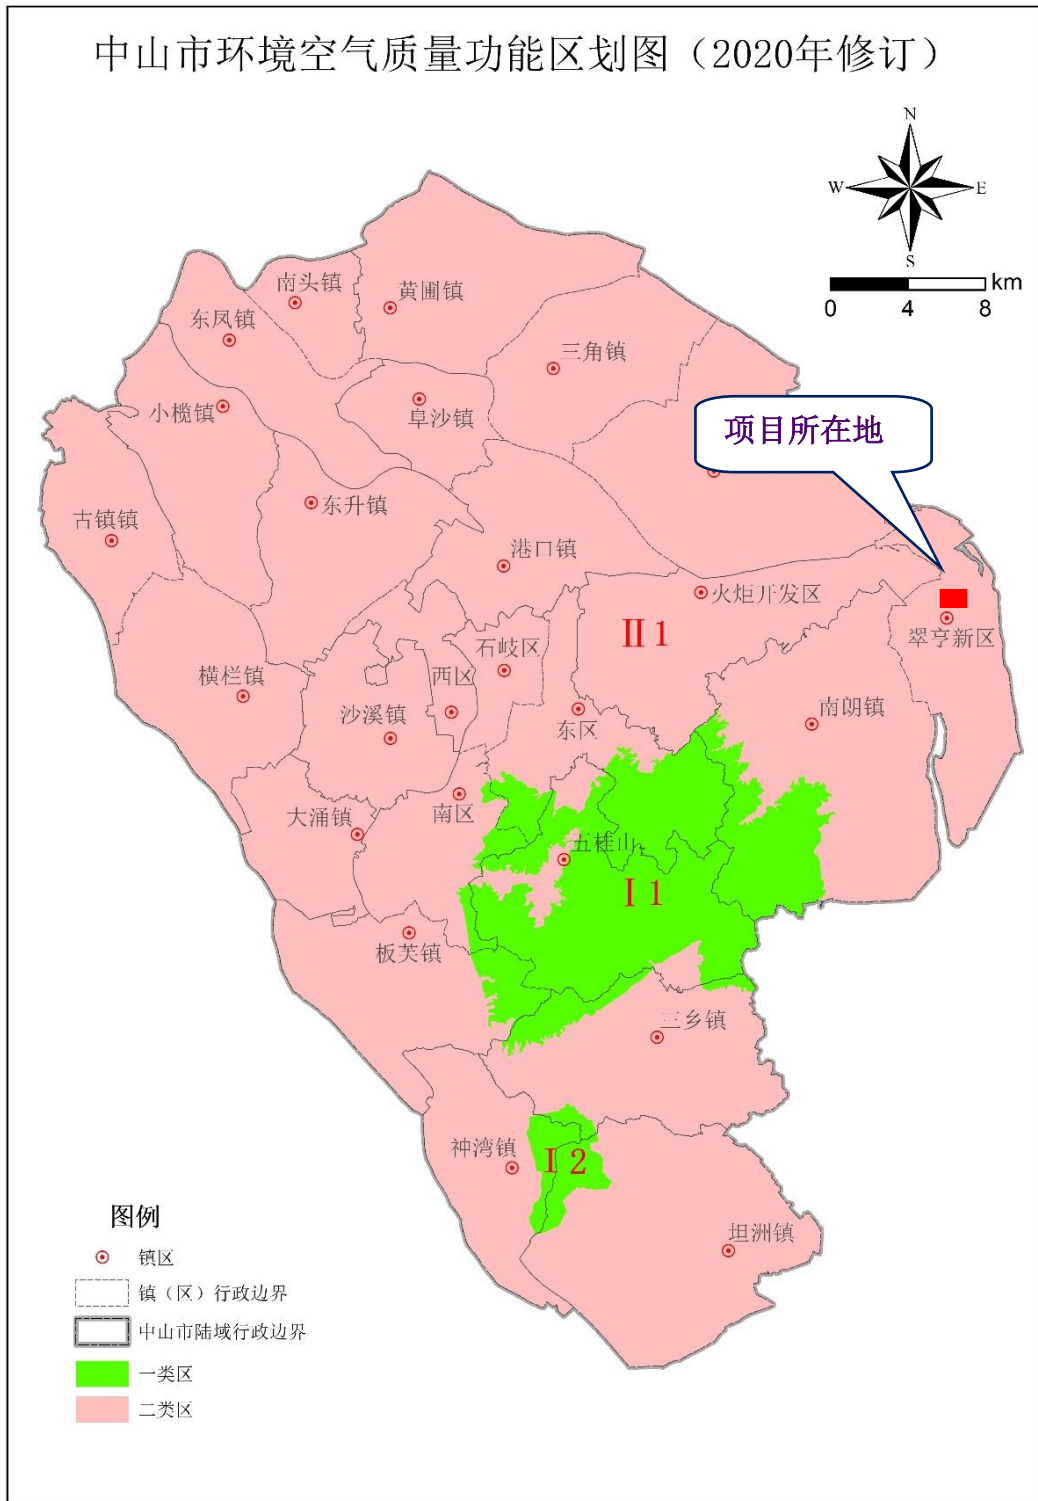 中山市环境空气质量功能区划图（2020年修订）
N
W
E
S
km
0
4
8
南头镇
黄圃镇
东凤镇
三角镇
小榄镇
阜沙镇
项目所在地
东升镇
古镇镇
港口镇
火炬开发区
翠亨新区
II 1
石岐区
西区
横栏镇
沙溪镇
东区
南朗镇
南区
大涌镇
五桂山
I 1
板芙镇
三乡镇
神湾镇
I 2
坦洲镇
图例
镇区
镇（区）行政边界
中山市陆域行政边界
一类区
二类区